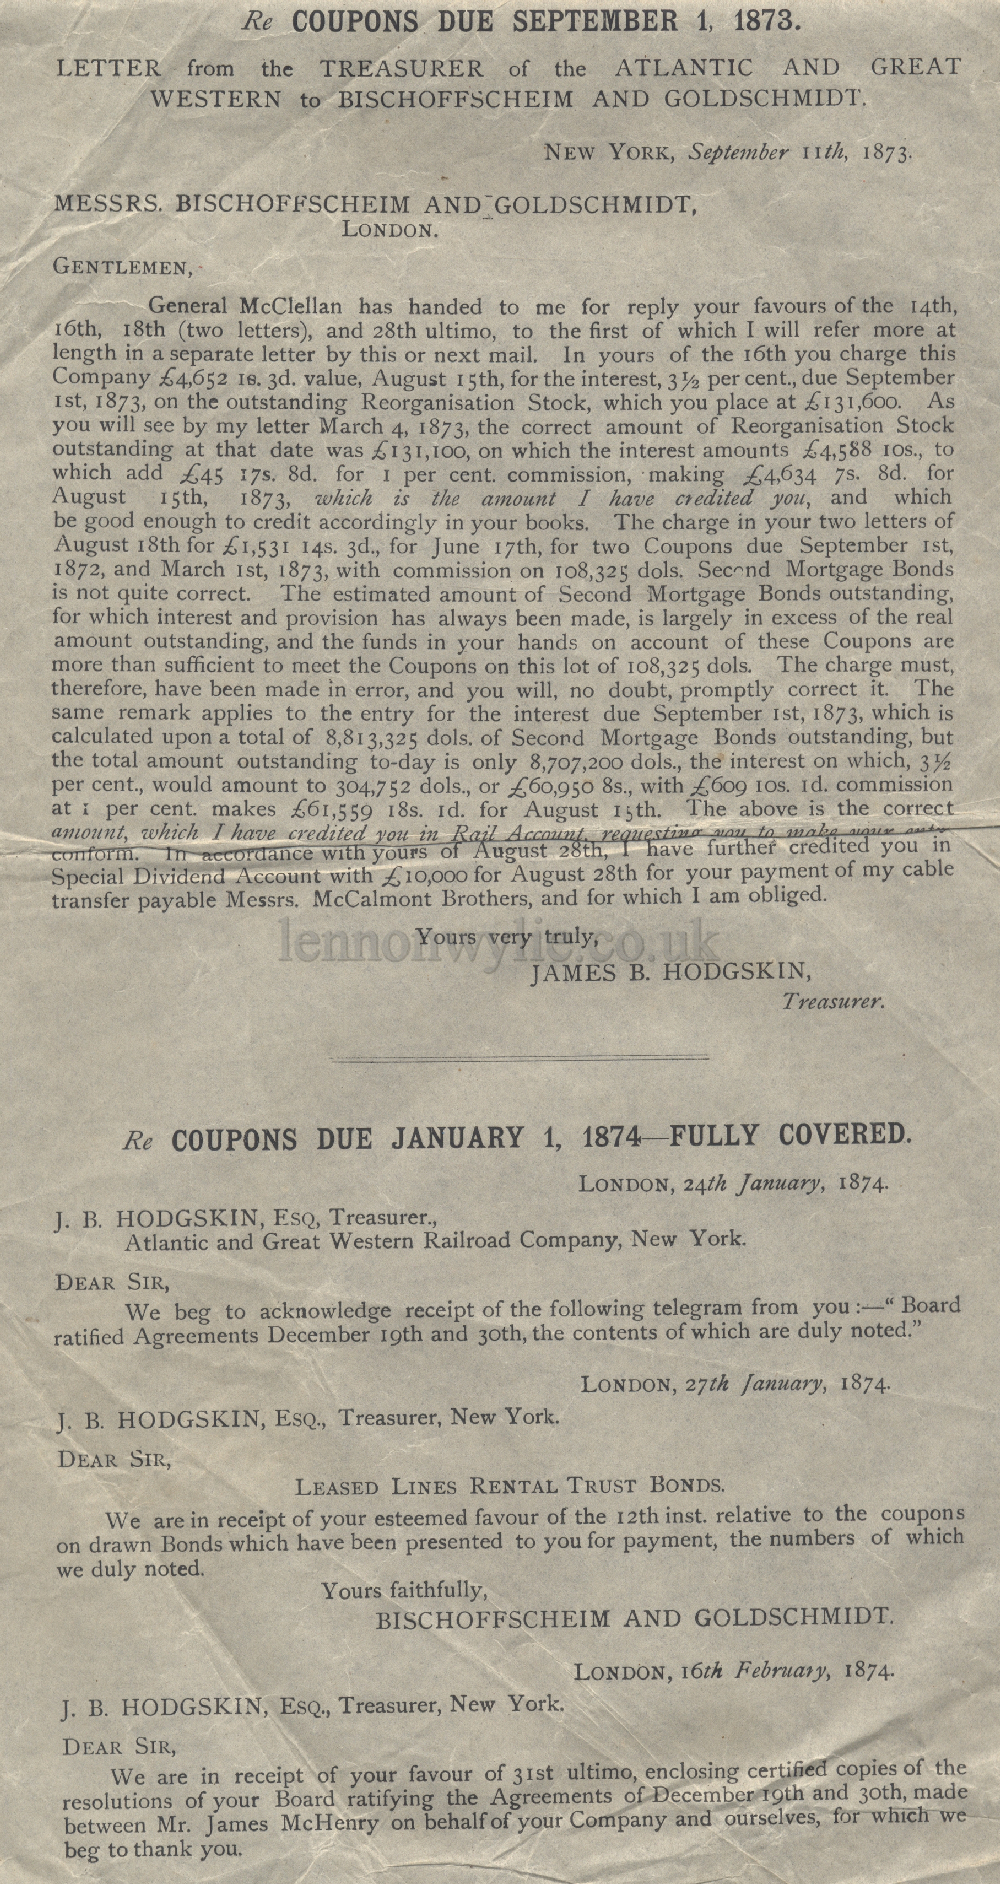 Re COUPONS DUE SEPTEMBER 1, 1873.
LETTER from the TREASURER of the ATLANTIC AND GREAT
WESTERN to BISCHOFFSCHEIM AND GOLDSCHMIDT.
NEW YORK, September 11th, 1873.
MESSRS. BISCHOFFSCHEIM AND GOLDSCHMIDT,
LONDON.
GENTLEMEN,
General McClellan has handed to me for reply your favours of the 14th,
16th, 18th (two letters), and 28th ultimo, to the first of which I will refer more at
length in a separate letter by this or next mail. In yours of the 16th you charge this
Company £4,652 1s. 3d. value, August 15th, for the interest, 3½ per cent., due September
1st, 1873, on the outstanding Reorganisation Stock, which you place at £131,600. As
you will see by my letter March 4, 1873, the correct amount of Reorganisation Stock
outstanding at that date was £131,100, on which the interest amounts £4,588 10s., to
which add £45 17s. 8d. for 1 per cent. commission, making £4,634 7s. 8d. for
August 15th, 1873, which is the amount I have credited you, and which
be good enough to credit accordingly in your books. The charge in your two letters of
August 18th for £1,531 14s. 3d., for June 17th, for two Coupons due September 1st,
1872, and March 1st, 1873, with commission on 108,325 dols. Second Mortgage Bonds
is not quite correct. The estimated amount of Second Mortgage Bonds outstanding,
for which interest and provision has always been made, is largely in excess of the real
amount outstanding, and the funds in your hands on account of these Coupons are
more than sufficient to meet the Coupons on this lot of 108,325 dols. The charge must,
therefore, have been made in error, and you will, no doubt, promptly correct it. The
same remark applies to the entry for the interest due September 1st, 1873, which is
calculated upon a total of 8,813,325 dols. of Second Mortgage Bonds outstanding, but
the total amount outstanding to-day is only 8,707,200 dols., the interest on which, 3½
per cent., would amount to 304,752 dols., or £60,950 8s., with £609 10s. 1d. commission
at 1 per cent. makes £61,559 18s. 1d. for August 15th. The above is the correct
amount, which I have credited you in Rail Account, requesting you to make your
conform. In accordance with yours of August 28th, I have further credited you in
Special Dividend Account with £10,000 for August 28th for your payment of my cable
transfer payable Messrs. McCalmont Brothers, and for which I am obliged.
lennonwylie.co.uk
Yours very truly,
JAMES B. HODGSKIN,
Treasurer.
Re COUPONS DUE JANUARY 1, 1874—FULLY COVERED.
LONDON, 24th January, 1874.
J. B. HODGSKIN, ESQ, Treasurer.,
Atlantic and Great Western Railroad Company, New York.
DEAR SIR,
We beg to acknowledge receipt of the following telegram from you :—“ Board
ratified Agreements December 19th and 30th, the contents of which are duly noted.”
LONDON, 27th January, 1874.
J. B. HODGSKIN, ESQ., Treasurer, New York.
DEAR SIR,
LEASED LINES RENTAL TRUST BONDS.
We are in receipt of your esteemed favour of the 12th inst. relative to the coupons
on drawn Bonds which have been presented to you for payment, the numbers of which
we duly noted.
Yours faithfully,
BISCHOFFSCHEIM AND GOLDSCHMIDT.
LONDON, 16th February, 1874.
J. B. HODGSKIN, ESQ., Treasurer, New York.
DEAR SIR,
We are in receipt of your favour of 31st ultimo, enclosing certified copies of the
resolutions of your Board ratifying the Agreements of December 19th and 30th, made
between Mr. James McHenry on behalf of your Company and ourselves, for which we
beg to thank you.